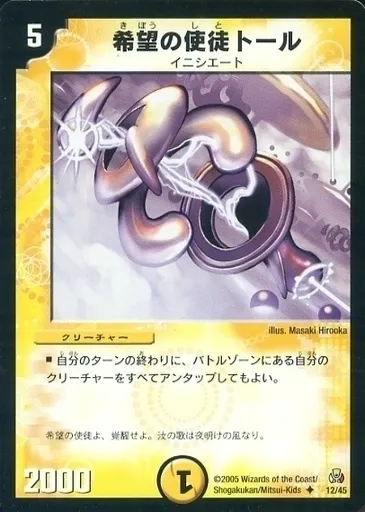 5
きぼう しと
希望の使徒トール
イニシエート
illus. Masaki Hirooka
クリーチャー
■ 自分のターンの終わりに、バトルゾーンにある自分の
クリーチャーをすべてアンタップしてもよい。
希望の使徒よ、覚醒せよ。汝の歌は夜明けの風なり。
2000
1
©2005 Wizards of the Coast/
Shogakukan/Mitsui-Kids ♦ 12/45